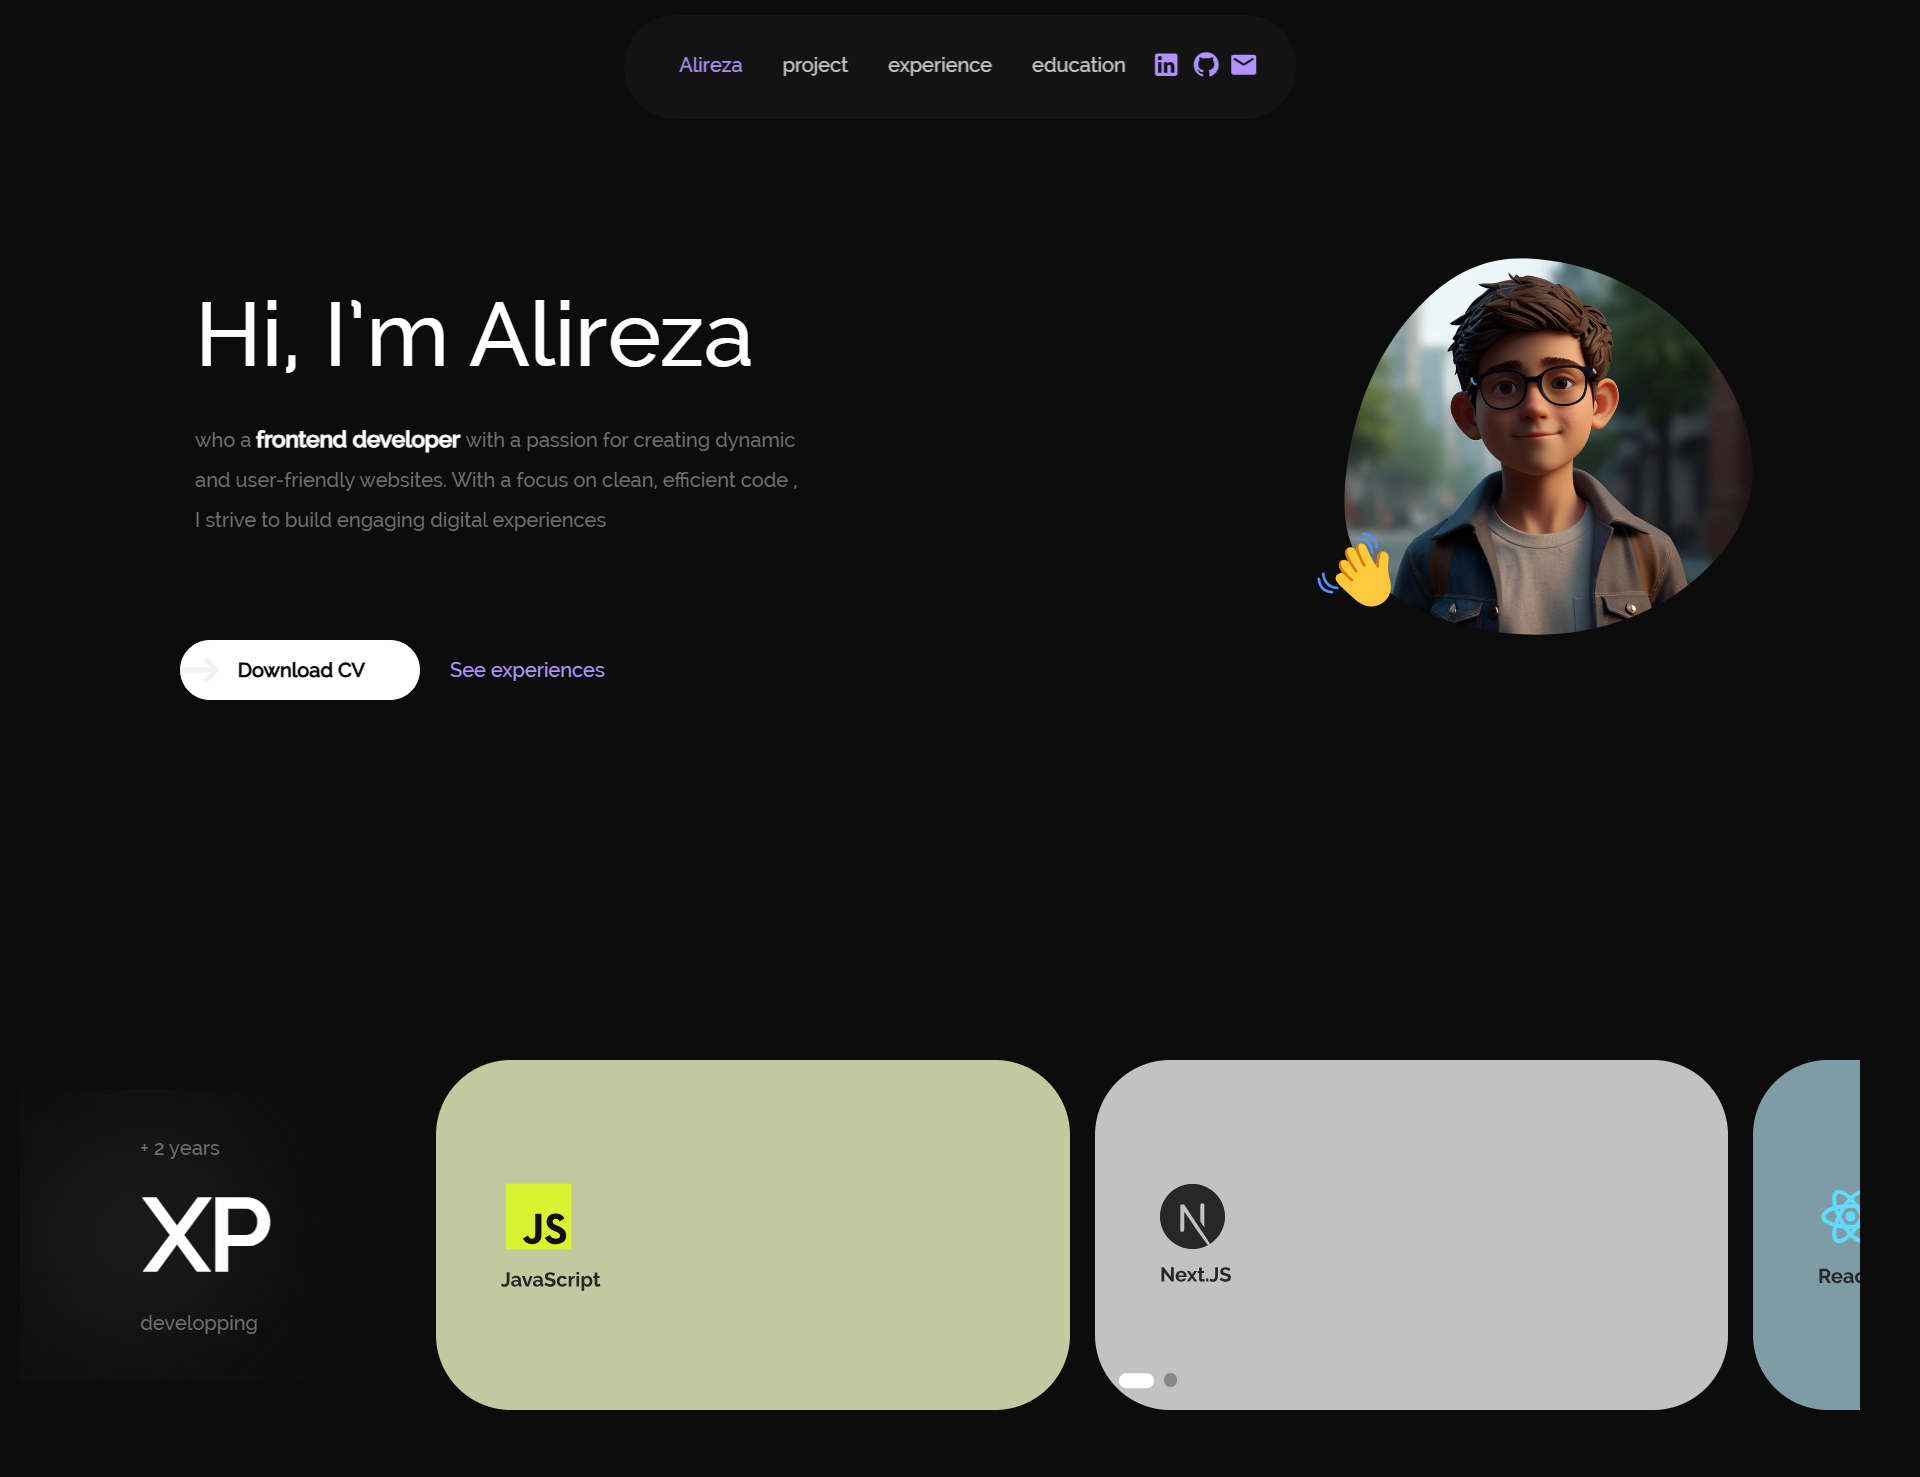 Alireza project experience education
Hi, I'm Alireza
who a frontend developer with a passion for creating dynamic
and user-friendly websites. With a focus on clean, efficient code ,
I strive to build engaging digital experiences
Download CV See experiences
+ 2 years
XP
developping
JS
JavaScript
N
Next.JS
Reac